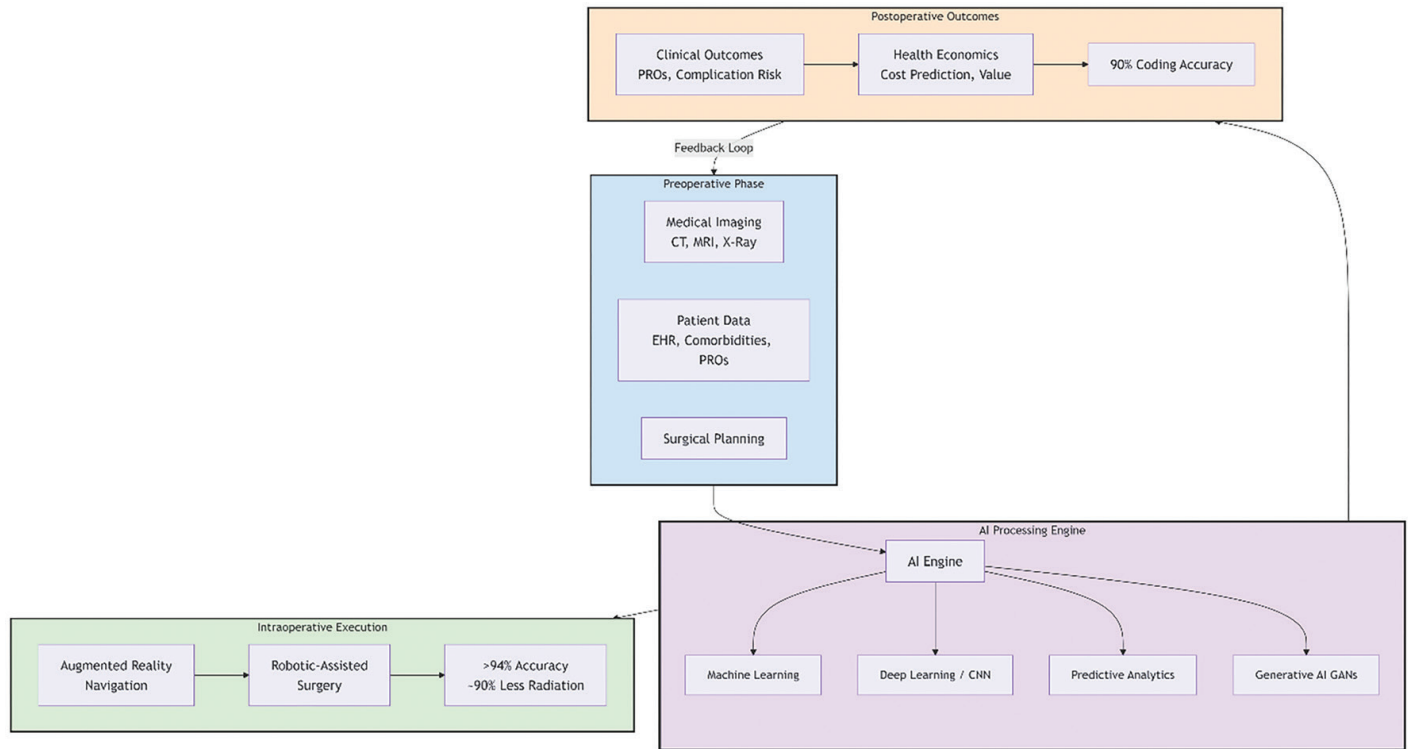 Postoperative Outcomes
Clinical Outcomes
PROs, Complication Risk
Health Economics
Cost Prediction, Value
90% Coding Accuracy
Feedback Loop
Preoperative Phase
Medical Imaging
CT, MRI, X-Ray
Patient Data
EHR, Comorbidities,
PROs
Surgical Planning
AI Processing Engine
AI Engine
Machine Learning
Deep Learning / CNN
Predictive Analytics
Generative AI GANs
Intraoperative Execution
Augmented Reality
Navigation
Robotic-Assisted
Surgery
>94% Accuracy
~90% Less Radiation